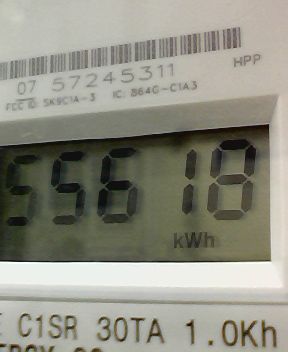 HPP
07 57245311
FCC ID: SK9C1A-3 IC: 864G-C1A3
55618
kWh
C1SR 30TA 1.0Kh